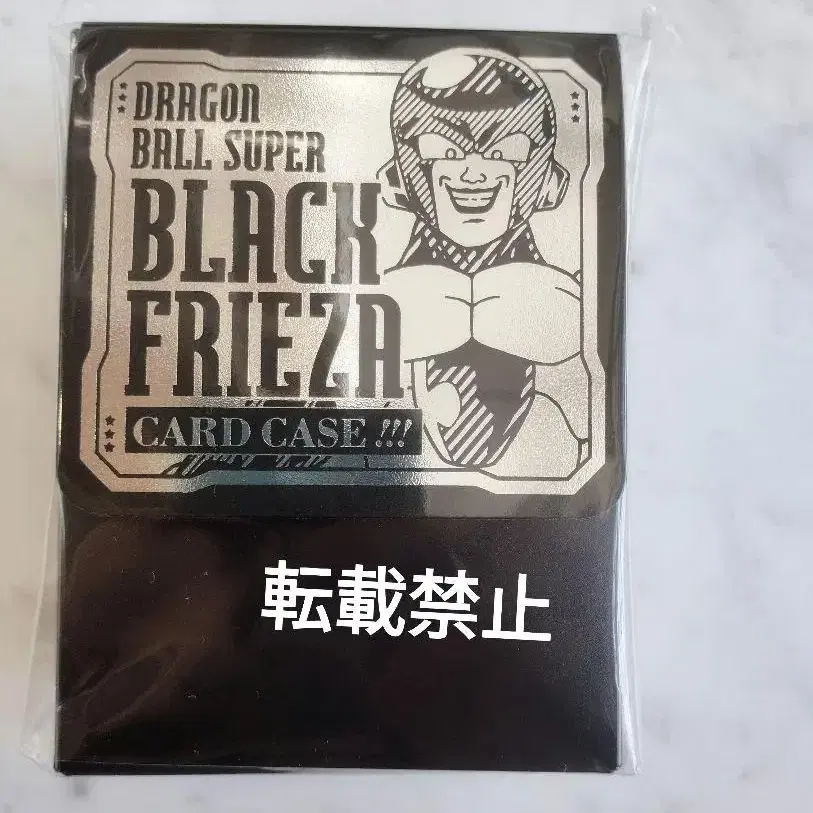 DRAGON
BALL SUPER
BLACK
FRIEZA
CARD CASE !!!
転載禁止